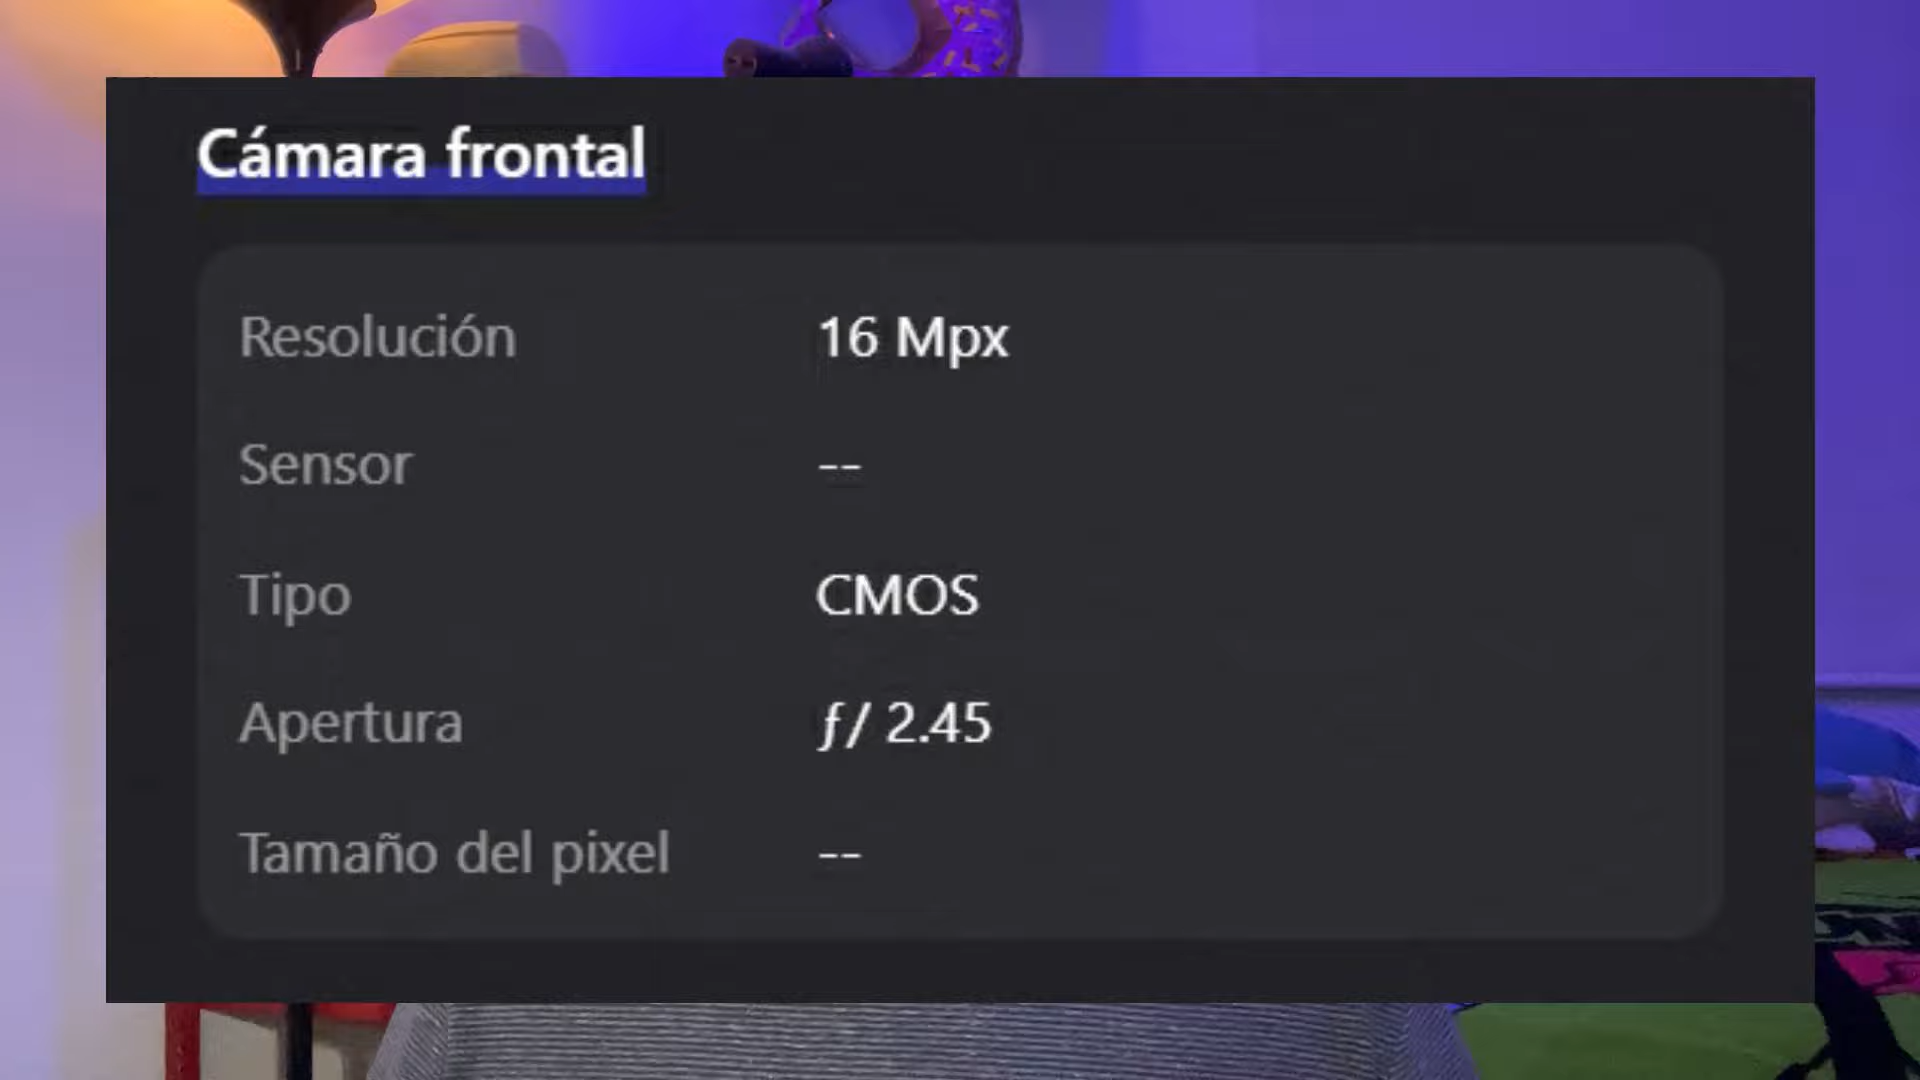 Cámara frontal
Resolución 16 Mpx
Sensor --
Tipo CMOS
Apertura ƒ/ 2.45
Tamaño del pixel --